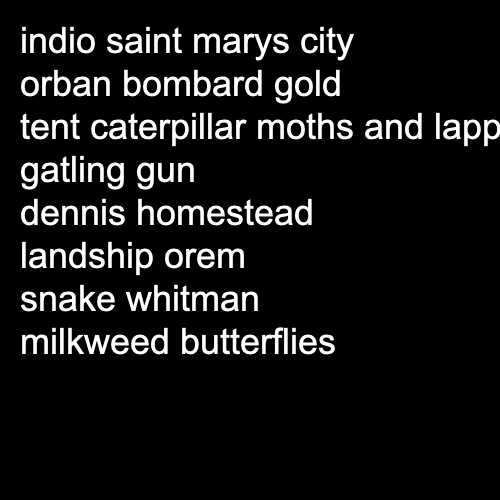 indio saint marys city
orban bombard gold
tent caterpillar moths and lapp
gatling gun
dennis homestead
landship orem
snake whitman
milkweed butterflies